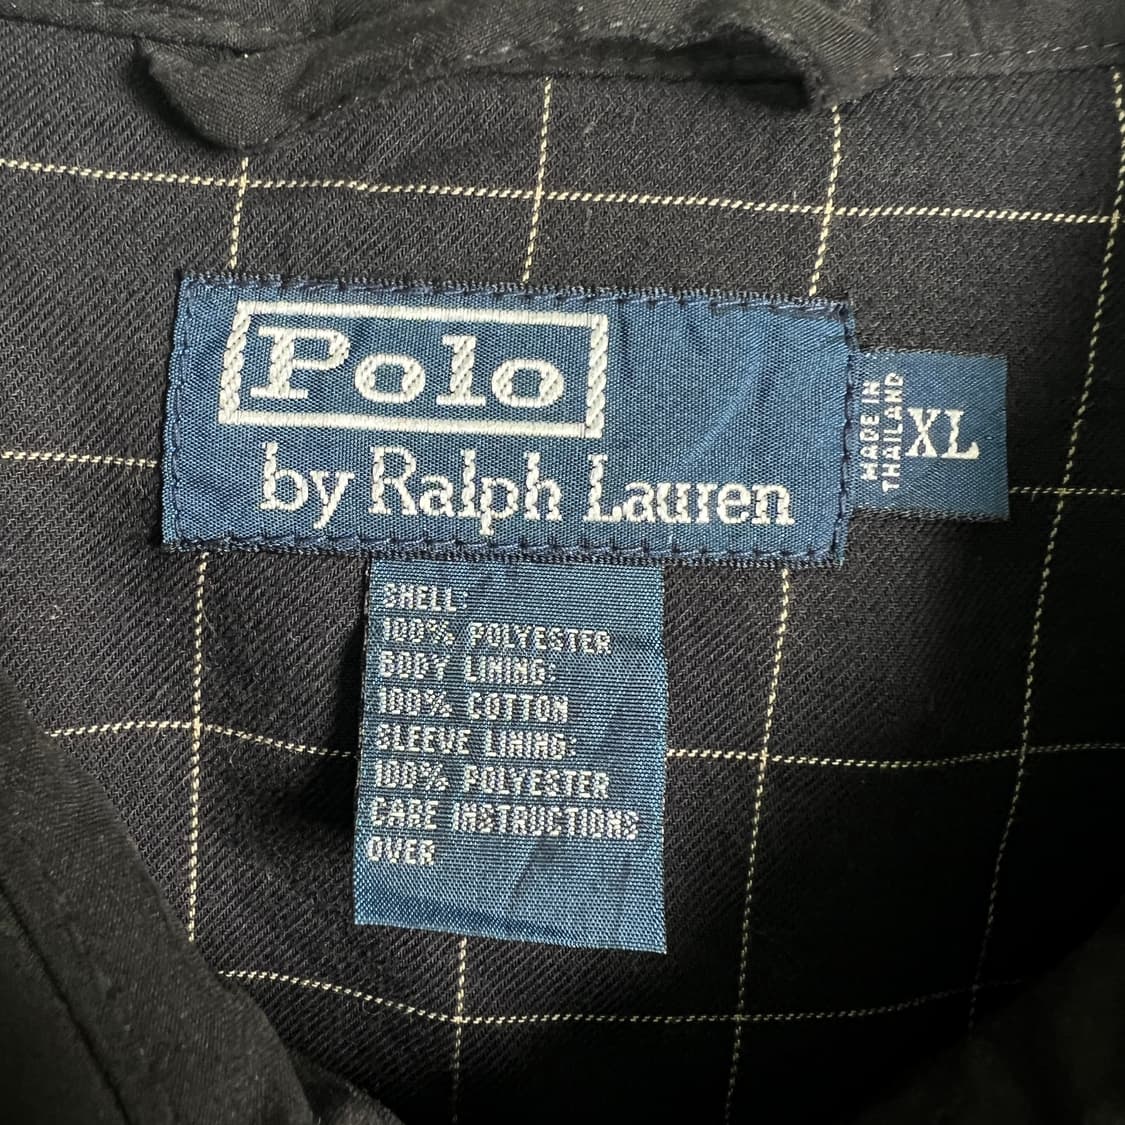 Polo
by Ralph Lauren
MADE IN
THAILAND
XL
SHELL:
100% POLYESTER
BODY LINING:
100% COTTON
SLEEVE LINING:
100% POLYESTER
CARE INSTRUCTIONS
OVER